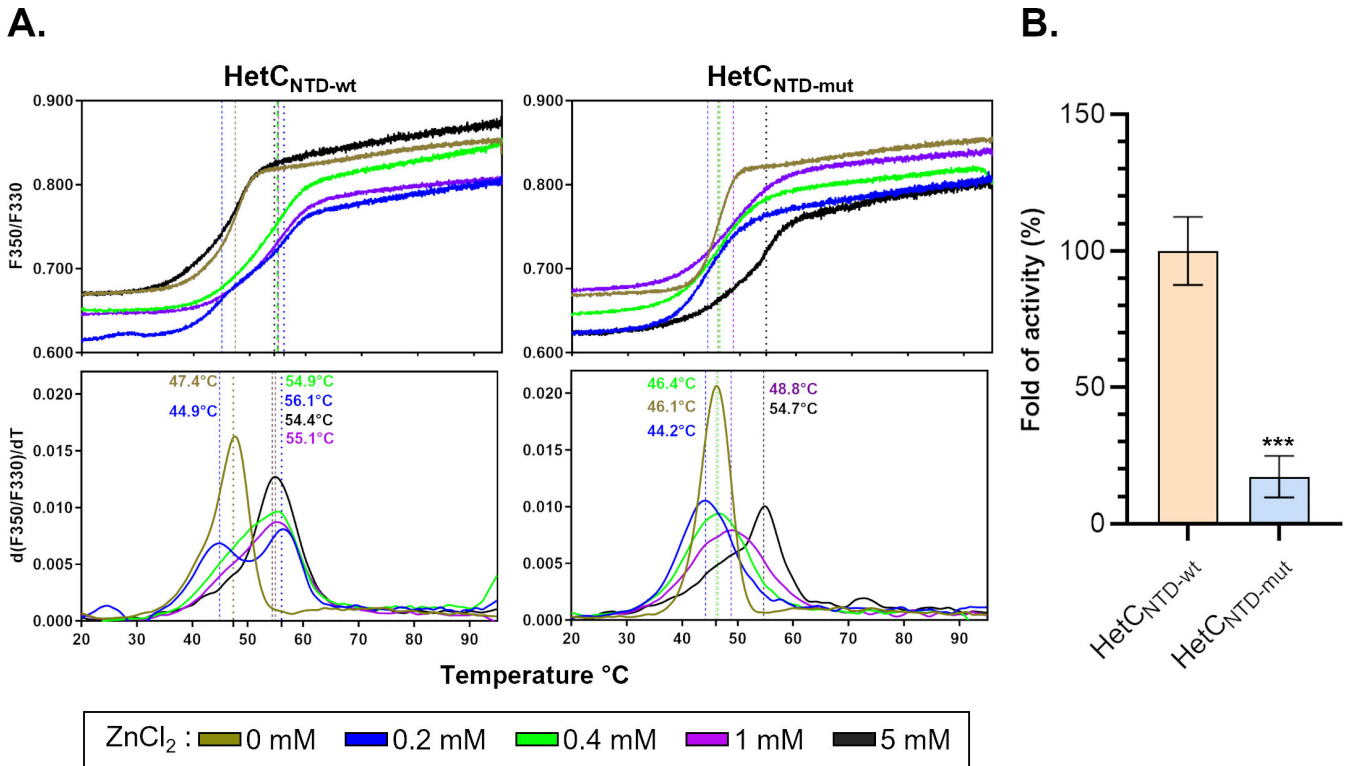 A.
B.
HetCNTD-wt
HetCNTD-mut
F350/F330
0.900
0.800
0.700
0.600
0.900
0.800
0.700
0.600
d(F350/F330)/dT
0.020
0.015
0.010
0.005
0.000
47.4°C
44.9°C
54.9°C
56.1°C
54.4°C
55.1°C
20 30 40 50 60 70 80 90
0.020
0.015
0.010
0.005
0.000
46.4°C
46.1°C
44.2°C
48.8°C
54.7°C
20 30 40 50 60 70 80 90
Temperature °C
ZnCl2 : 0 mM 0.2 mM 0.4 mM 1 mM 5 mM
Fold of activity (%)
150
100
50
0
***
HetCNTD-wt
HetCNTD-mut